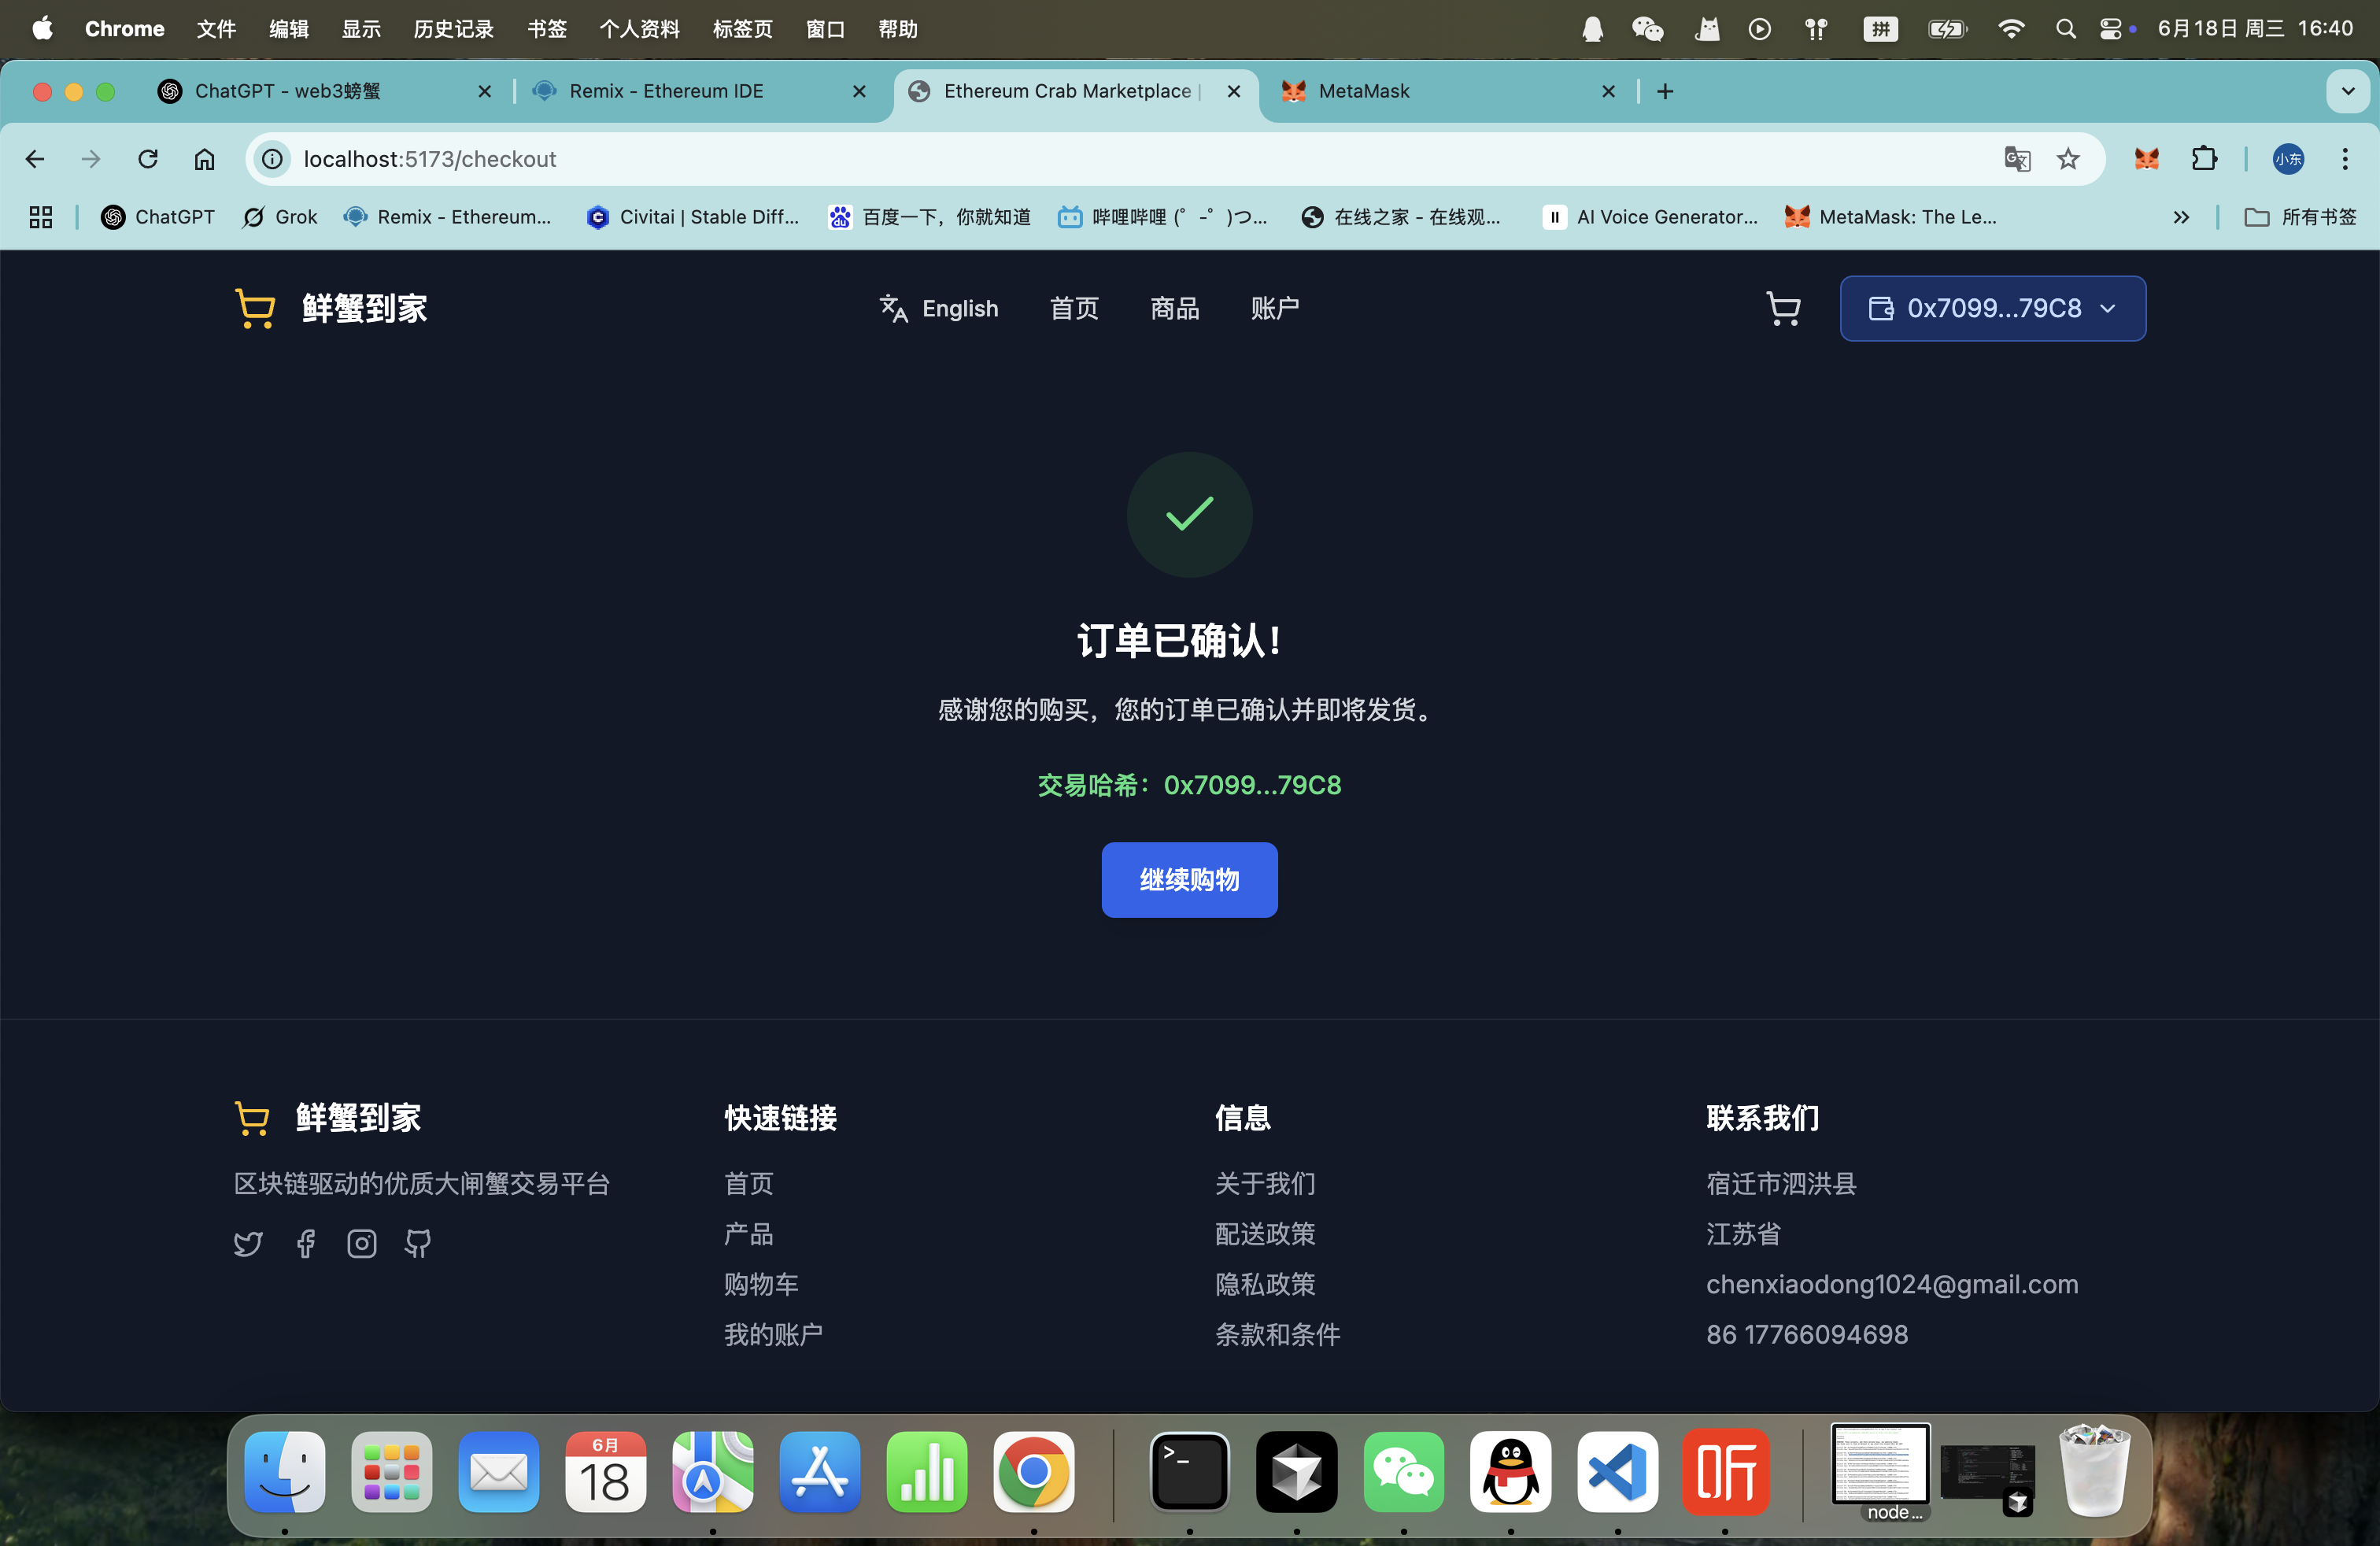 Chrome 文件 编辑 显示 历史记录 书签 个人资料 标签页 窗口 帮助 拼 6月18日 周三 16:40
ChatGPT - web3螃蟹 Remix - Ethereum IDE Ethereum Crab Marketplace | MetaMask
localhost:5173/checkout 小东
ChatGPT Grok Remix - Ethereum... Civitai | Stable Diff... du 百度一下，你就知道 哔哩哔哩 (゜-゜)つ... 在线之家 - 在线观... AI Voice Generator... MetaMask: The Le... » 所有书签
鲜蟹到家 English 首页 商品 账户 0x7099...79C8
订单已确认!
感谢您的购买，您的订单已确认并即将发货。
交易哈希：0x7099...79C8
继续购物
鲜蟹到家
区块链驱动的优质大闸蟹交易平台
快速链接
首页
产品
购物车
我的账户
信息
关于我们
配送政策
隐私政策
条款和条件
联系我们
宿迁市泗洪县
江苏省
chenxiaodong1024@gmail.com
86 17766094698
6月
18
听
node...